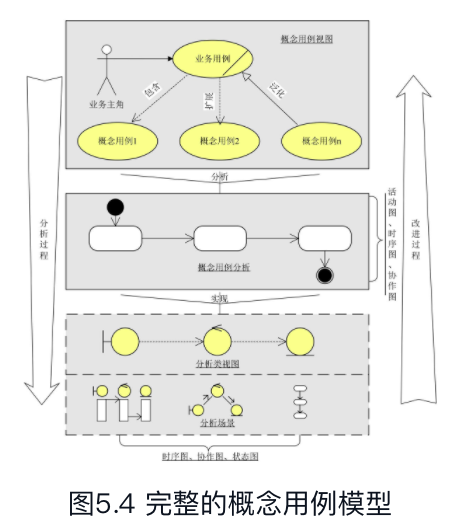 概念用例视图
业务用例
业务主角
包含
扩展
泛化
概念用例1
概念用例2
概念用例n
分析
分析过程
改进过程
活动图、时序图、协作图
概念用例分析
实现
分析类视图
分析场景
时序图、协作图、状态图
图5.4 完整的概念用例模型